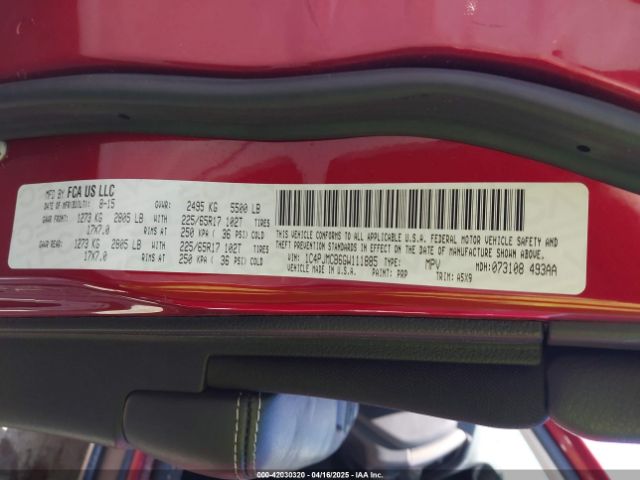 MFD BY FCA US LLC
DATE OF MFR 8-15 GVWR: 2495 KG 5500 LB
GAWR FRONT: 1273 KG 2805 LB WITH 225/65R17 102T TIRES
17X7.0 RIMS AT 250 KPA ( 36 PSI) COLD
GAWR REAR: 1273 KG 2805 LB WITH 225/65R17 102T TIRES
17X7.0 RIMS AT 250 KPA ( 36 PSI) COLD
THIS VEHICLE CONFORMS TO ALL APPLICABLE U.S.A. FEDERAL MOTOR VEHICLE SAFETY AND
THEFT PREVENTION STANDARDS IN EFFECT ON THE DATE OF MANUFACTURE SHOWN ABOVE.
VIN: 1C4PJMCB6GW111885 TYPE: MPV MDH: 073108 493AA
VEHICLE MADE IN U.S.A. PAINT: PRP TRIM: A5X9
000-42030320 04/16/2025 IAAI